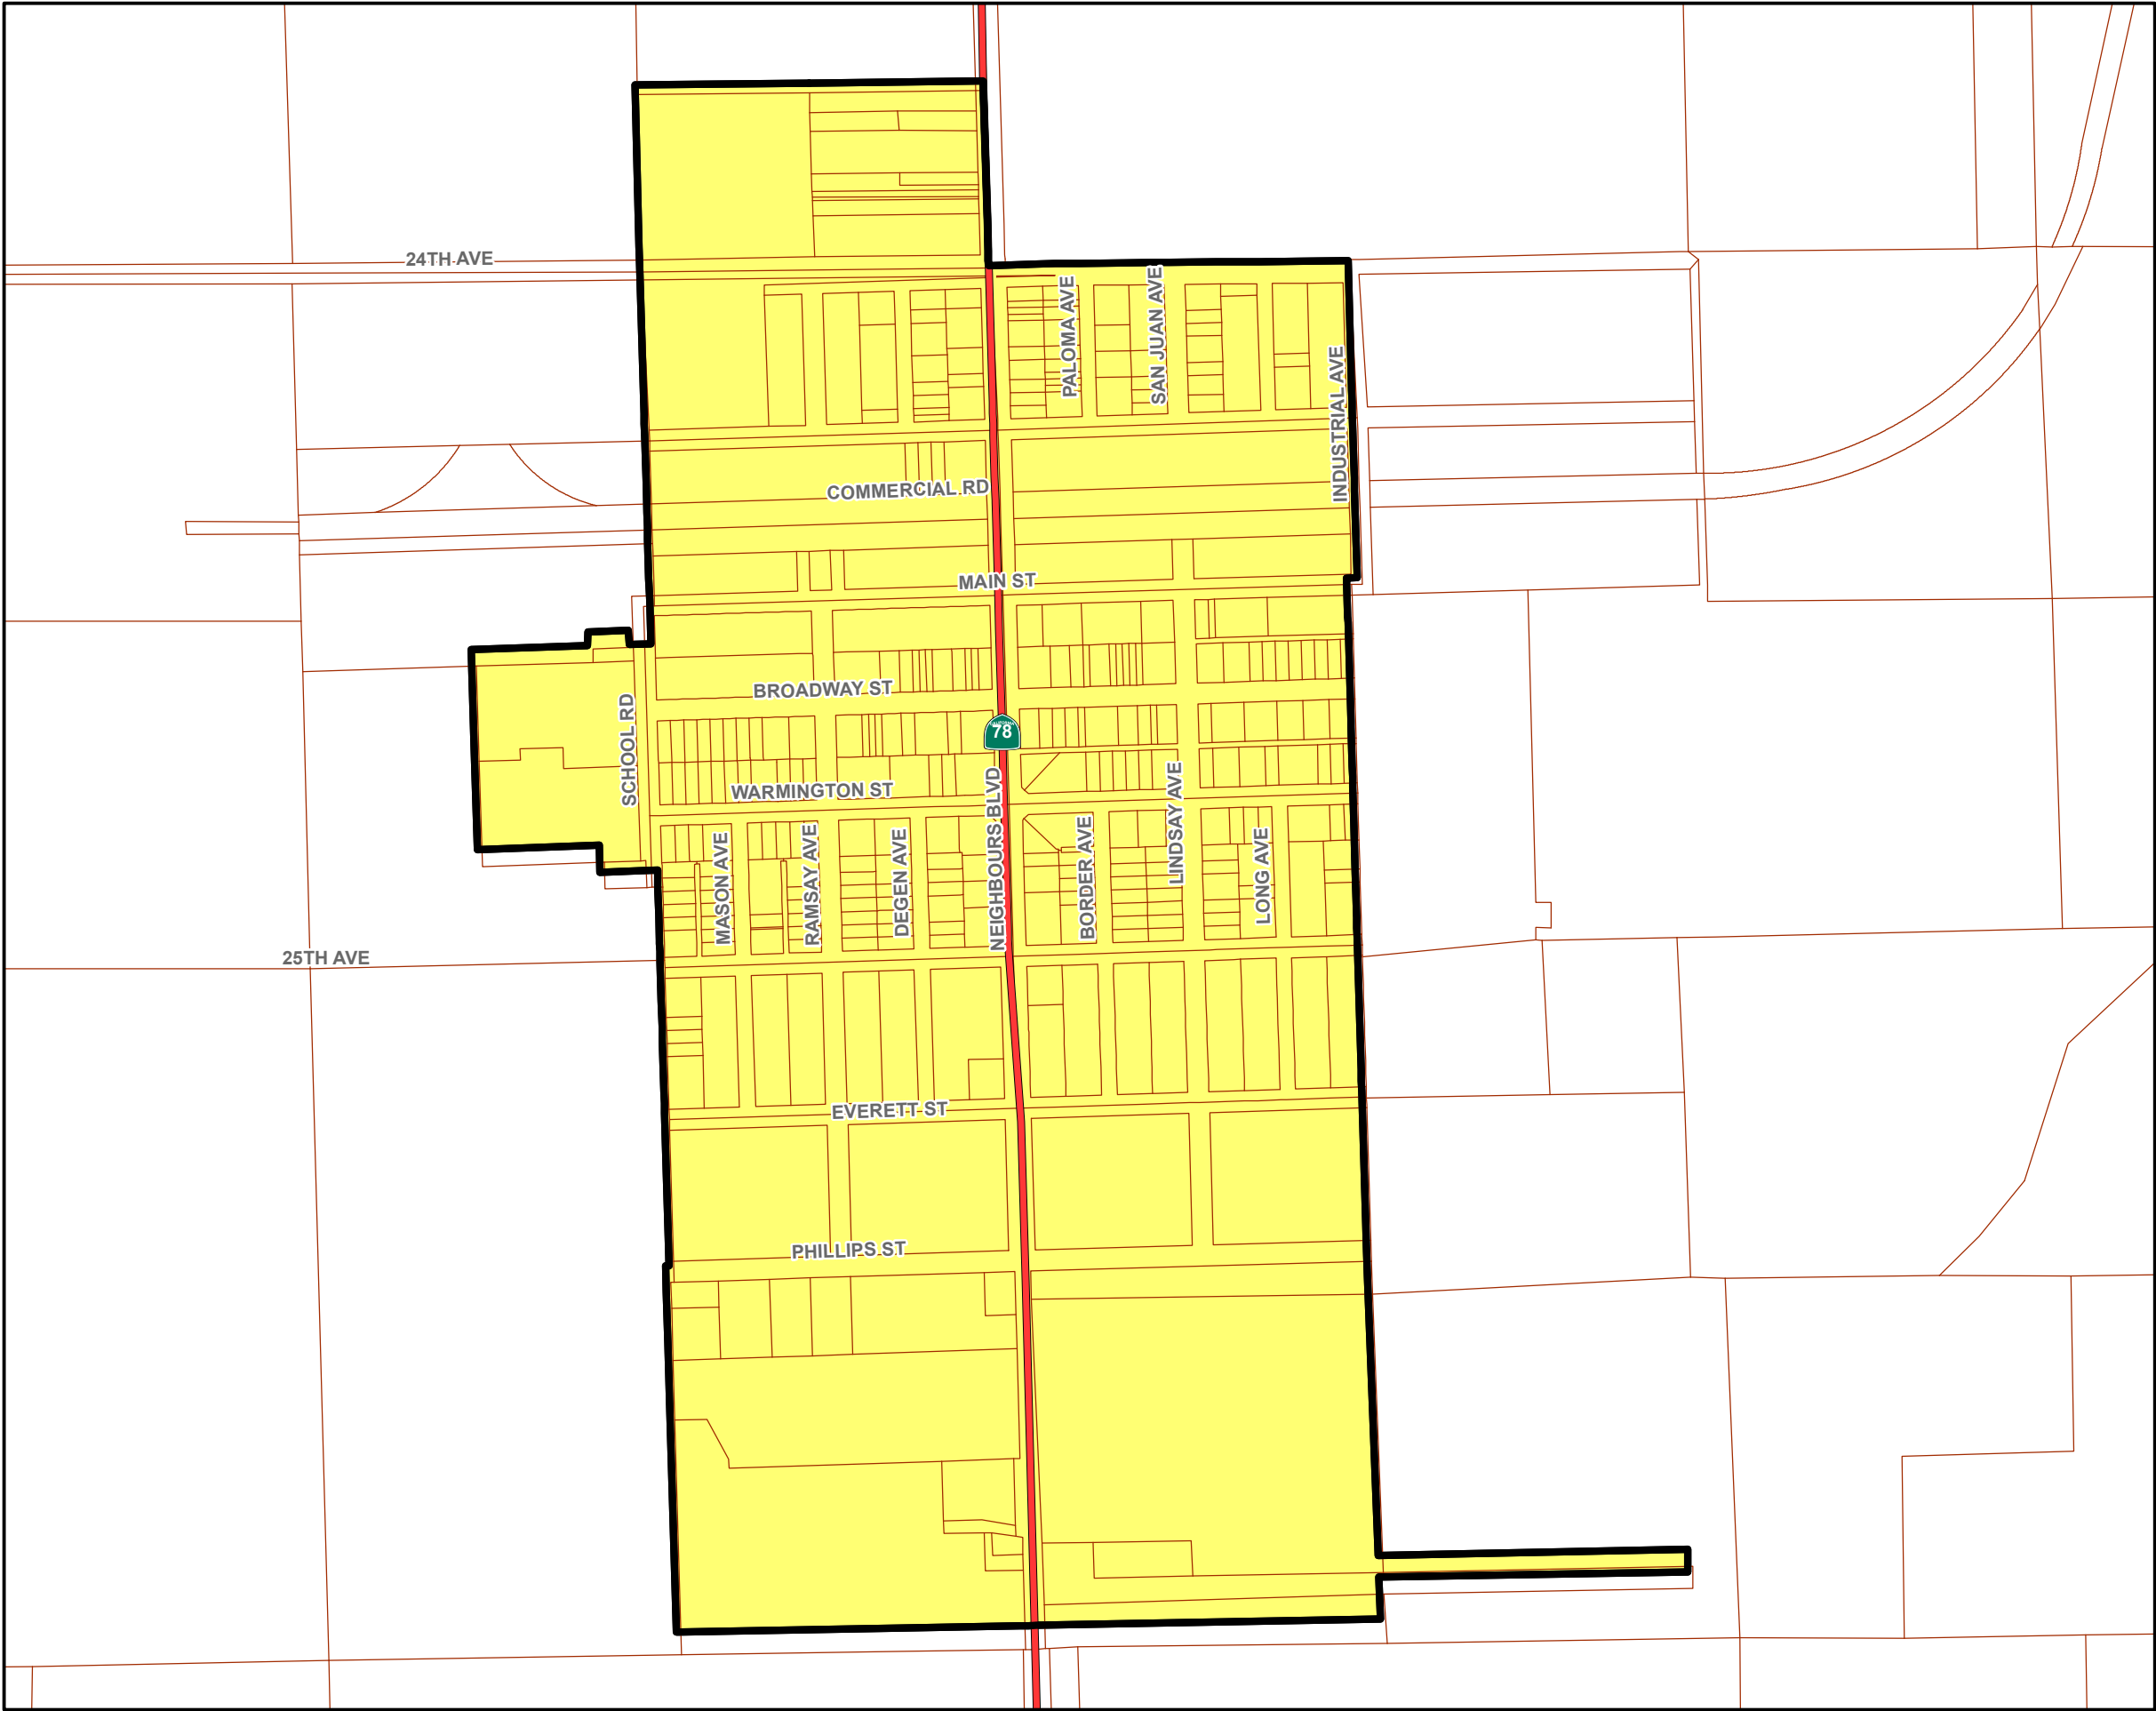 24TH AVE
PALOMA AVE
SAN JUAN AVE
INDUSTRIAL AVE
COMMERCIAL RD
MAIN ST
BROADWAY ST
SCHOOL RD
78
WARMINGTON ST
NEIGHBOURS BLVD
MASON AVE
RAMSAY AVE
DEGEN AVE
BORDER AVE
LINDSAY AVE
LONG AVE
25TH AVE
EVERETT ST
PHILLIPS ST